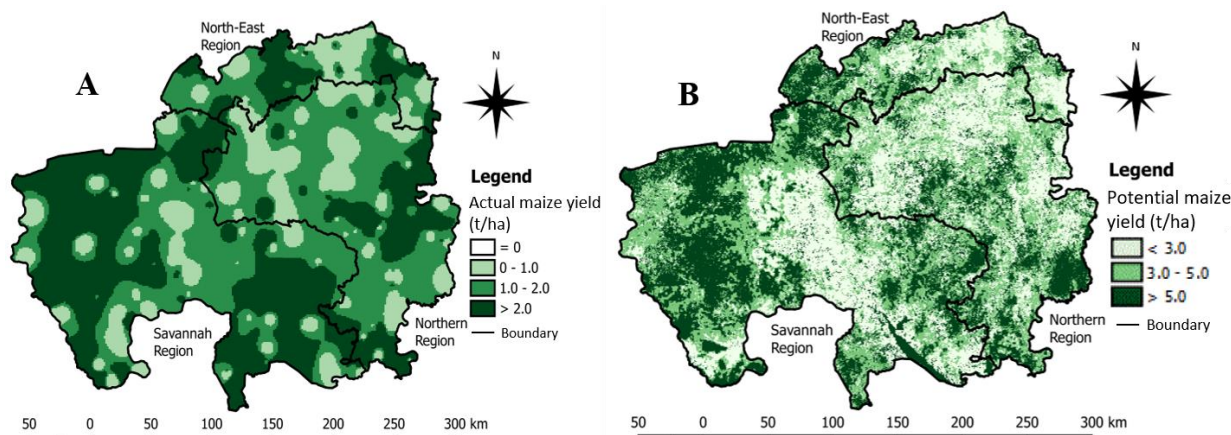 North-East
Region
A
N
Legend
Actual maize yield
(t/ha)
= 0
0 - 1.0
1.0 - 2.0
> 2.0
Boundary
Savannah
Region
Northern
Region
50 0 50 100 150 200 250 300 km
North-East
Region
B
N
Legend
Potential maize
yield (t/ha)
< 3.0
3.0 - 5.0
> 5.0
Boundary
Savannah
Region
Northern
Region
50 0 50 100 150 200 250 300 km